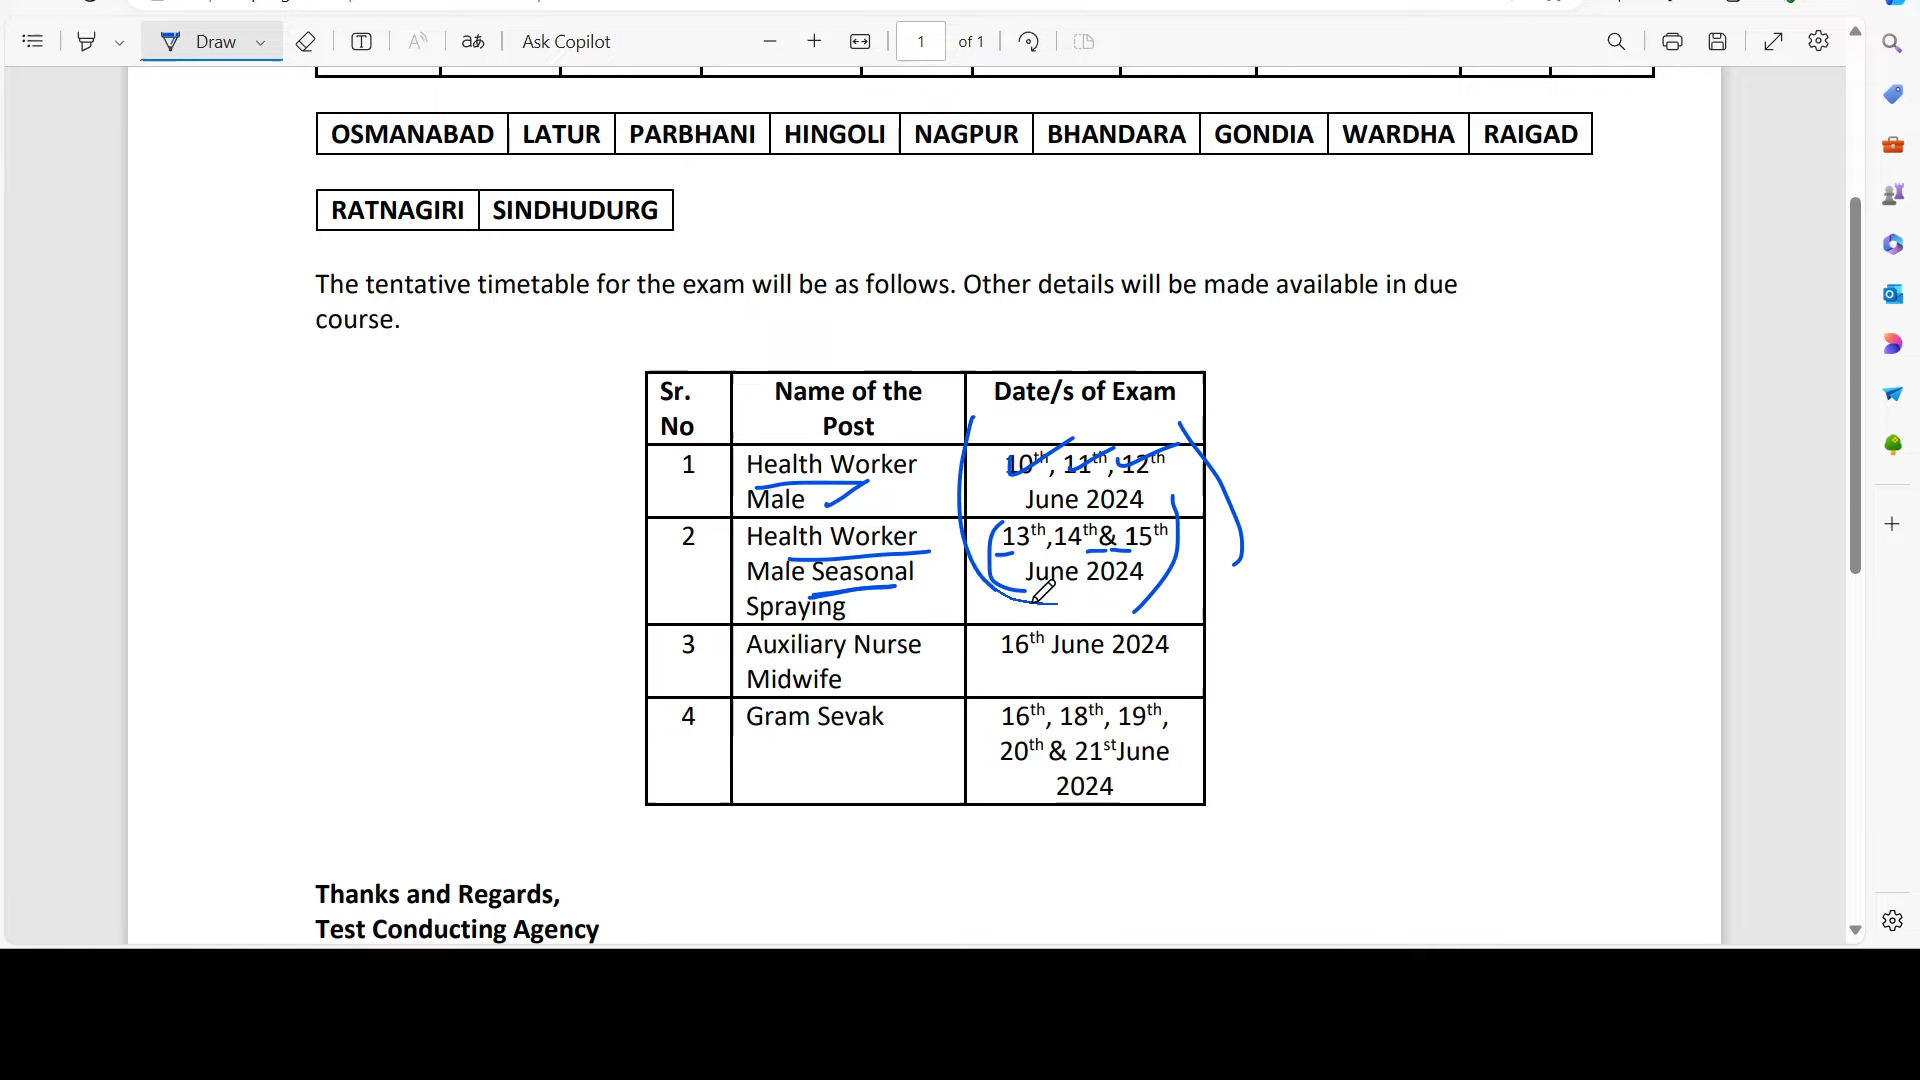 Draw
aあ
Ask Copilot
1
of 1
OSMANABAD LATUR PARBHANI HINGOLI NAGPUR BHANDARA GONDIA WARDHA RAIGAD
RATNAGIRI SINDHUDURG
The tentative timetable for the exam will be as follows. Other details will be made available in due
course.
Sr.
No
Name of the
Post
Date/s of Exam
1
Health Worker
Male
10th, 11th, 12th
June 2024
2
Health Worker
Male Seasonal
Spraying
13th,14th& 15th
June 2024
3
Auxiliary Nurse
Midwife
16th June 2024
4
Gram Sevak
16th, 18th, 19th,
20th & 21stJune
2024
Thanks and Regards,
Test Conducting Agency